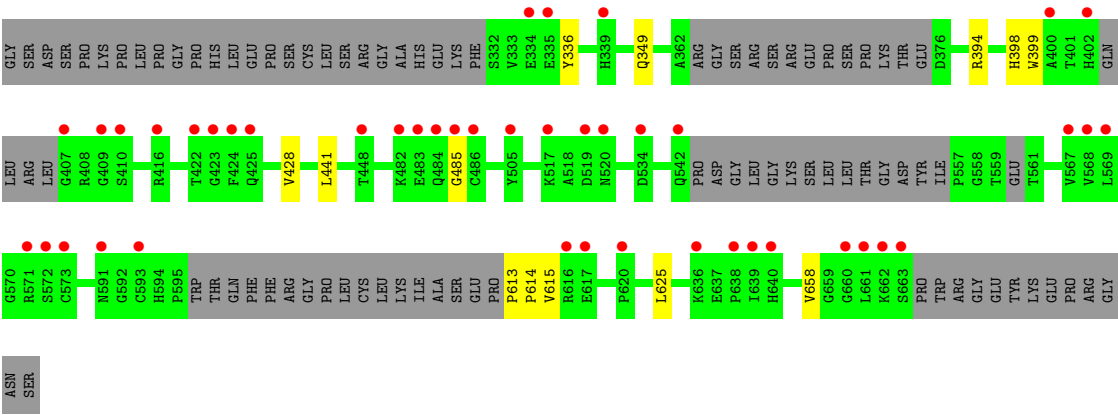 GLY SER ASP SER PRO LYS PRO LEU PRO GLY PRO HIS LEU GLU PRO SER CYS LEU SER ARG GLY ALA HIS GLU LYS PHE S332 V333 E334 E335 Y336 H339 Q349 A362 ARG GLY SER ARG SER ARG GLU PRO SER PRO LYS THR GLU D376 R394 H398 W399 A400 T401 H402 GLN
LEU ARG LEU G407 R408 G409 S410 R416 T422 G423 F424 Q425 V428 L441 T448 K482 E483 Q484 G485 C486 Y505 K517 A518 D519 N520 D534 Q542 PRO ASP GLY LEU GLY LYS SER LEU LEU THR GLY ASP TYR ILE P557 G558 T559 GLU T561 V567 V568 L569
G570 R571 S572 C573 N591 G592 C593 H594 P595 TRP THR GLN PHE PHE ARG GLY PRO LEU CYS LEU LYS ILE ALA SER GLU PRO P613 P614 V615 R616 E617 P620 L625 K636 E637 P638 I639 H640 V658 G659 G660 L661 K662 S663 PRO TRP ARG GLY GLU TYR LYS GLU PRO ARG GLY
ASN SER